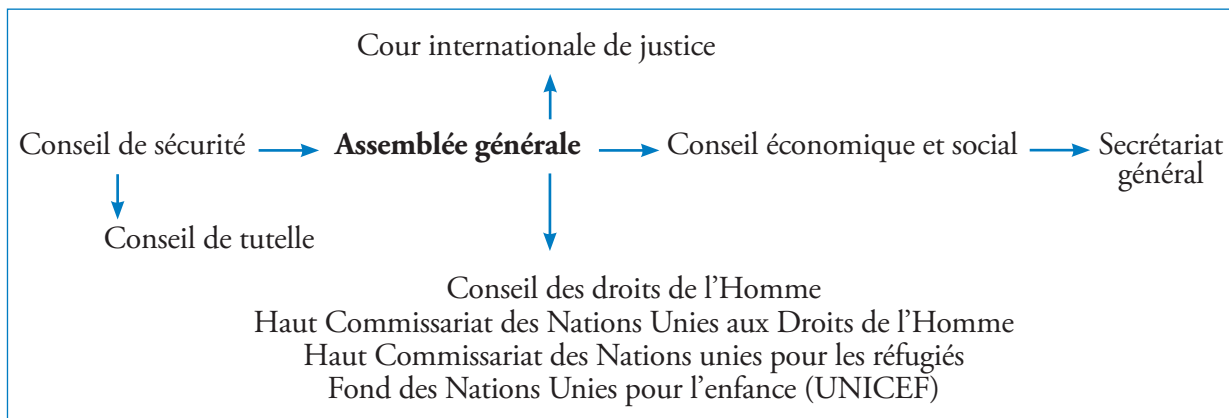 Cour internationale de justice
Conseil de sécurité Assemblée générale Conseil économique et social Secrétariat
général
Conseil de tutelle
Conseil des droits de l’Homme
Haut Commissariat des Nations Unies aux Droits de l’Homme
Haut Commissariat des Nations unies pour les réfugiés
Fond des Nations Unies pour l’enfance (UNICEF)